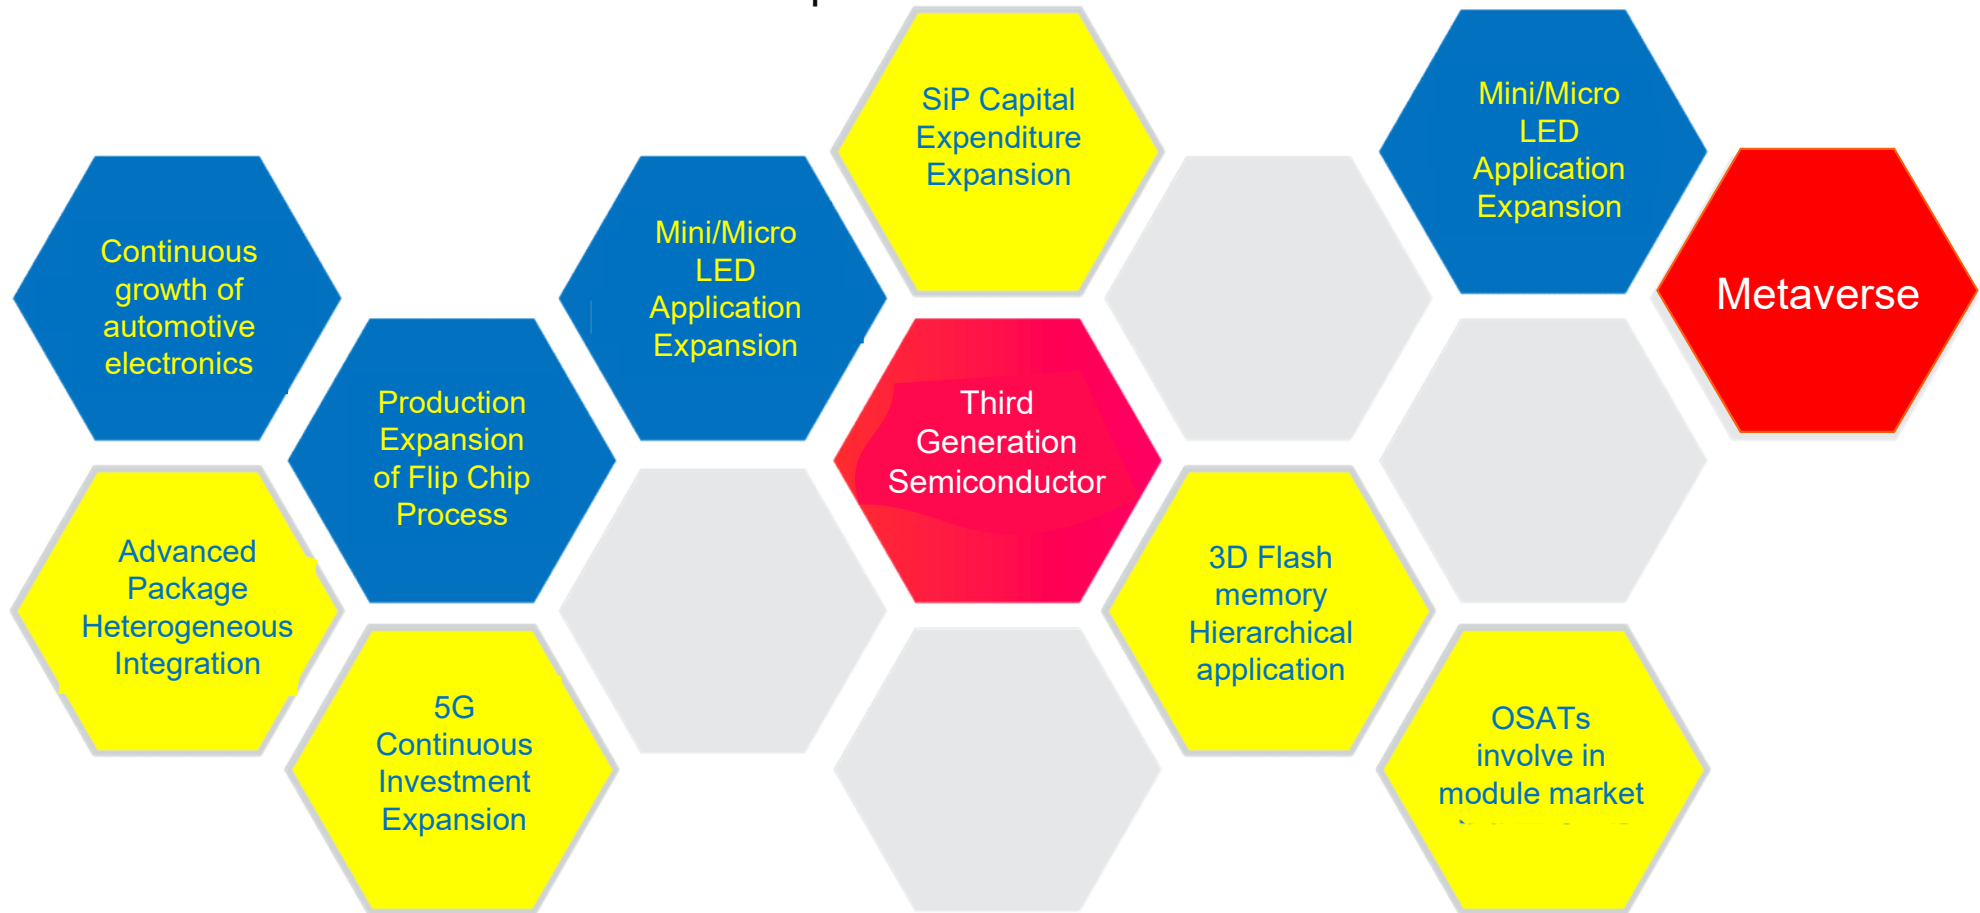 SiP Capital
Expenditure
Expansion
Mini/Micro
LED
Application
Expansion
Continuous
growth of
automotive
electronics
Mini/Micro
LED
Application
Expansion
Metaverse
Production
Expansion
of Flip Chip
Process
Third
Generation
Semiconductor
Advanced
Package
Heterogeneous
Integration
3D Flash
memory
Hierarchical
application
5G
Continuous
Investment
Expansion
OSATs
involve in
module market